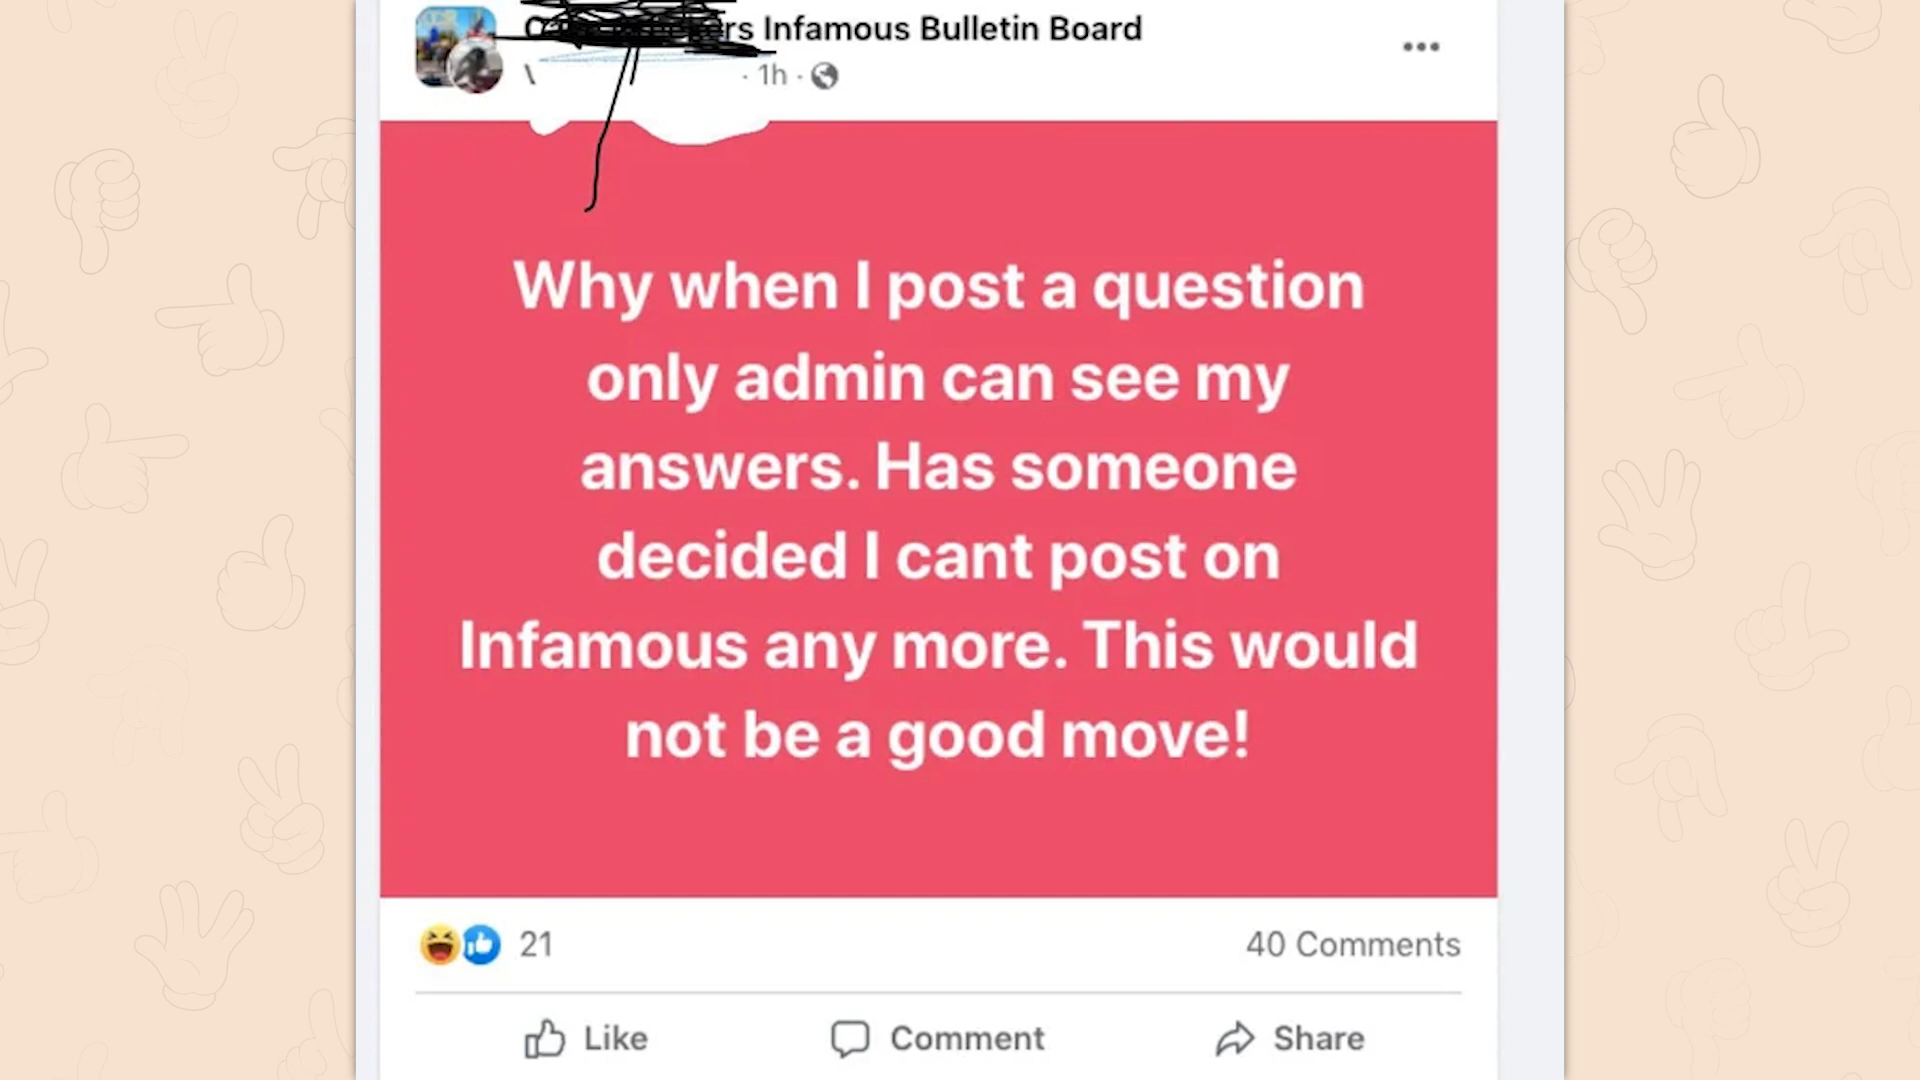 Infamous Bulletin Board
· 1h ·
Why when I post a question
only admin can see my
answers. Has someone
decided I cant post on
Infamous any more. This would
not be a good move!
21
40 Comments
Like
Comment
Share